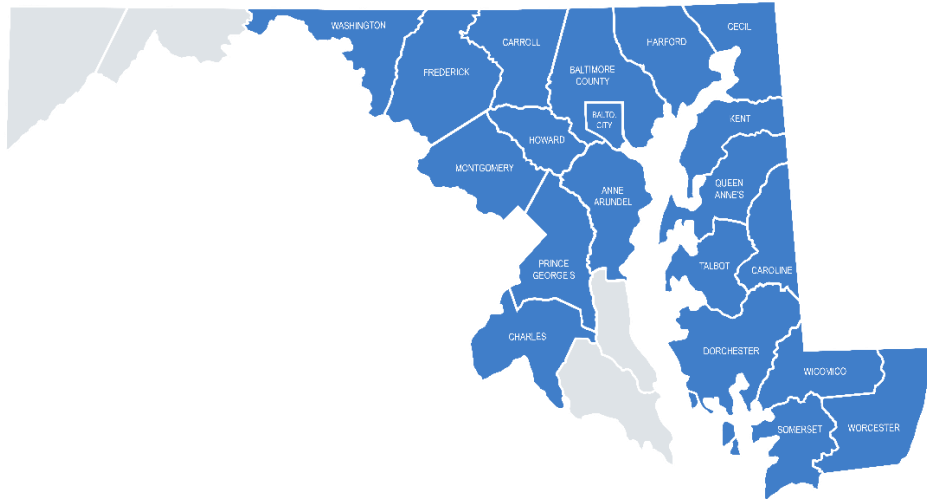 WASHINGTON
FREDERICK
CARROLL
BALTIMORE
COUNTY
HARFORD
CECIL
BALTO.
CITY
KENT
HOWARD
MONTGOMERY
ANNE
ARUNDEL
QUEEN
ANNE'S
PRINCE
GEORGE'S
TALBOT
CAROLINE
CHARLES
DORCHESTER
WICOMICO
SOMERSET
WORCESTER